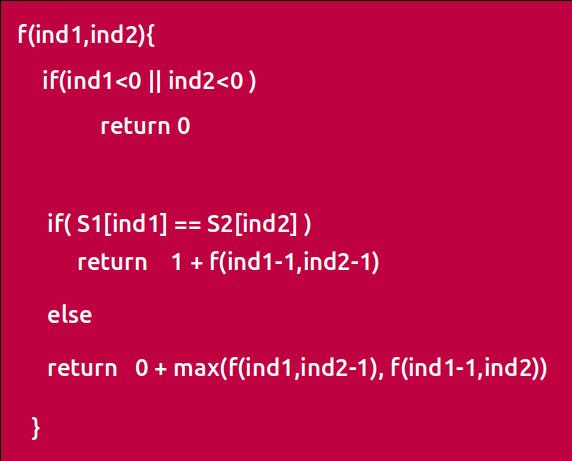 f(ind1,ind2){
if(ind1<0 || ind2<0 )
return 0
if( S1[ind1] == S2[ind2] )
return 1 + f(ind1-1,ind2-1)
else
return 0 + max(f(ind1,ind2-1), f(ind1-1,ind2))
}